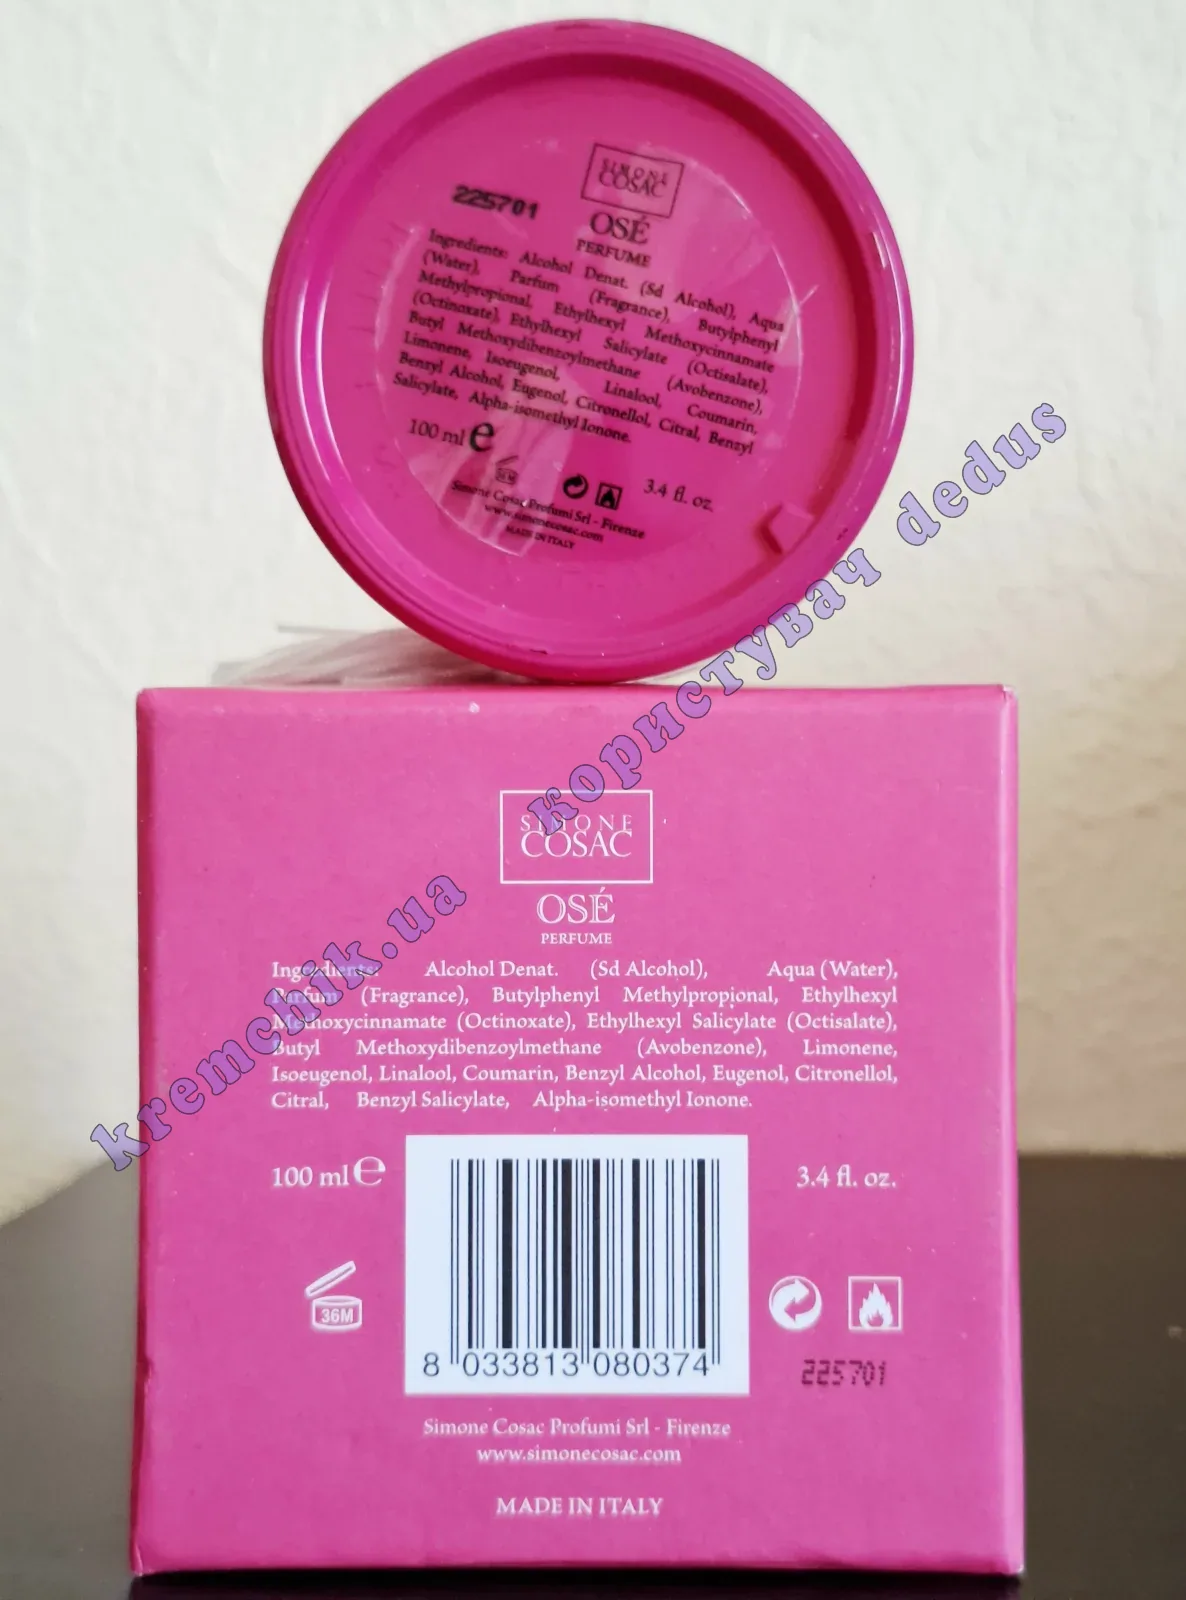 SIMONE
COSAC
225701
OSÉ
PERFUME
Ingredients: Alcohol Denat. (Sd Alcohol), Aqua
(Water), Parfum (Fragrance), Butylphenyl
Methylpropional, Ethylhexyl Methoxycinnamate
(Octinoxate), Ethylhexyl Salicylate (Octisalate),
Butyl Methoxydibenzoylmethane (Avobenzone),
Limonene, Isoeugenol, Linalool, Coumarin,
Benzyl Alcohol, Eugenol, Citronellol, Citral, Benzyl
Salicylate, Alpha-isomethyl Ionone.
100 ml e
36M
3.4 fl. oz.
Simone Cosac Profumi Srl - Firenze
www.simonecosac.com
MADE IN ITALY
kremchik.ua користувач dedus
SIMONE
COSAC
OSÉ
PERFUME
Ingredients: Alcohol Denat. (Sd Alcohol), Aqua (Water),
Parfum (Fragrance), Butylphenyl Methylpropional, Ethylhexyl
Methoxycinnamate (Octinoxate), Ethylhexyl Salicylate (Octisalate),
Butyl Methoxydibenzoylmethane (Avobenzone), Limonene,
Isoeugenol, Linalool, Coumarin, Benzyl Alcohol, Eugenol, Citronellol,
Citral, Benzyl Salicylate, Alpha-isomethyl Ionone.
100 ml e
3.4 fl. oz.
36M
8 033813 080374
225701
Simone Cosac Profumi Srl - Firenze
www.simonecosac.com
MADE IN ITALY